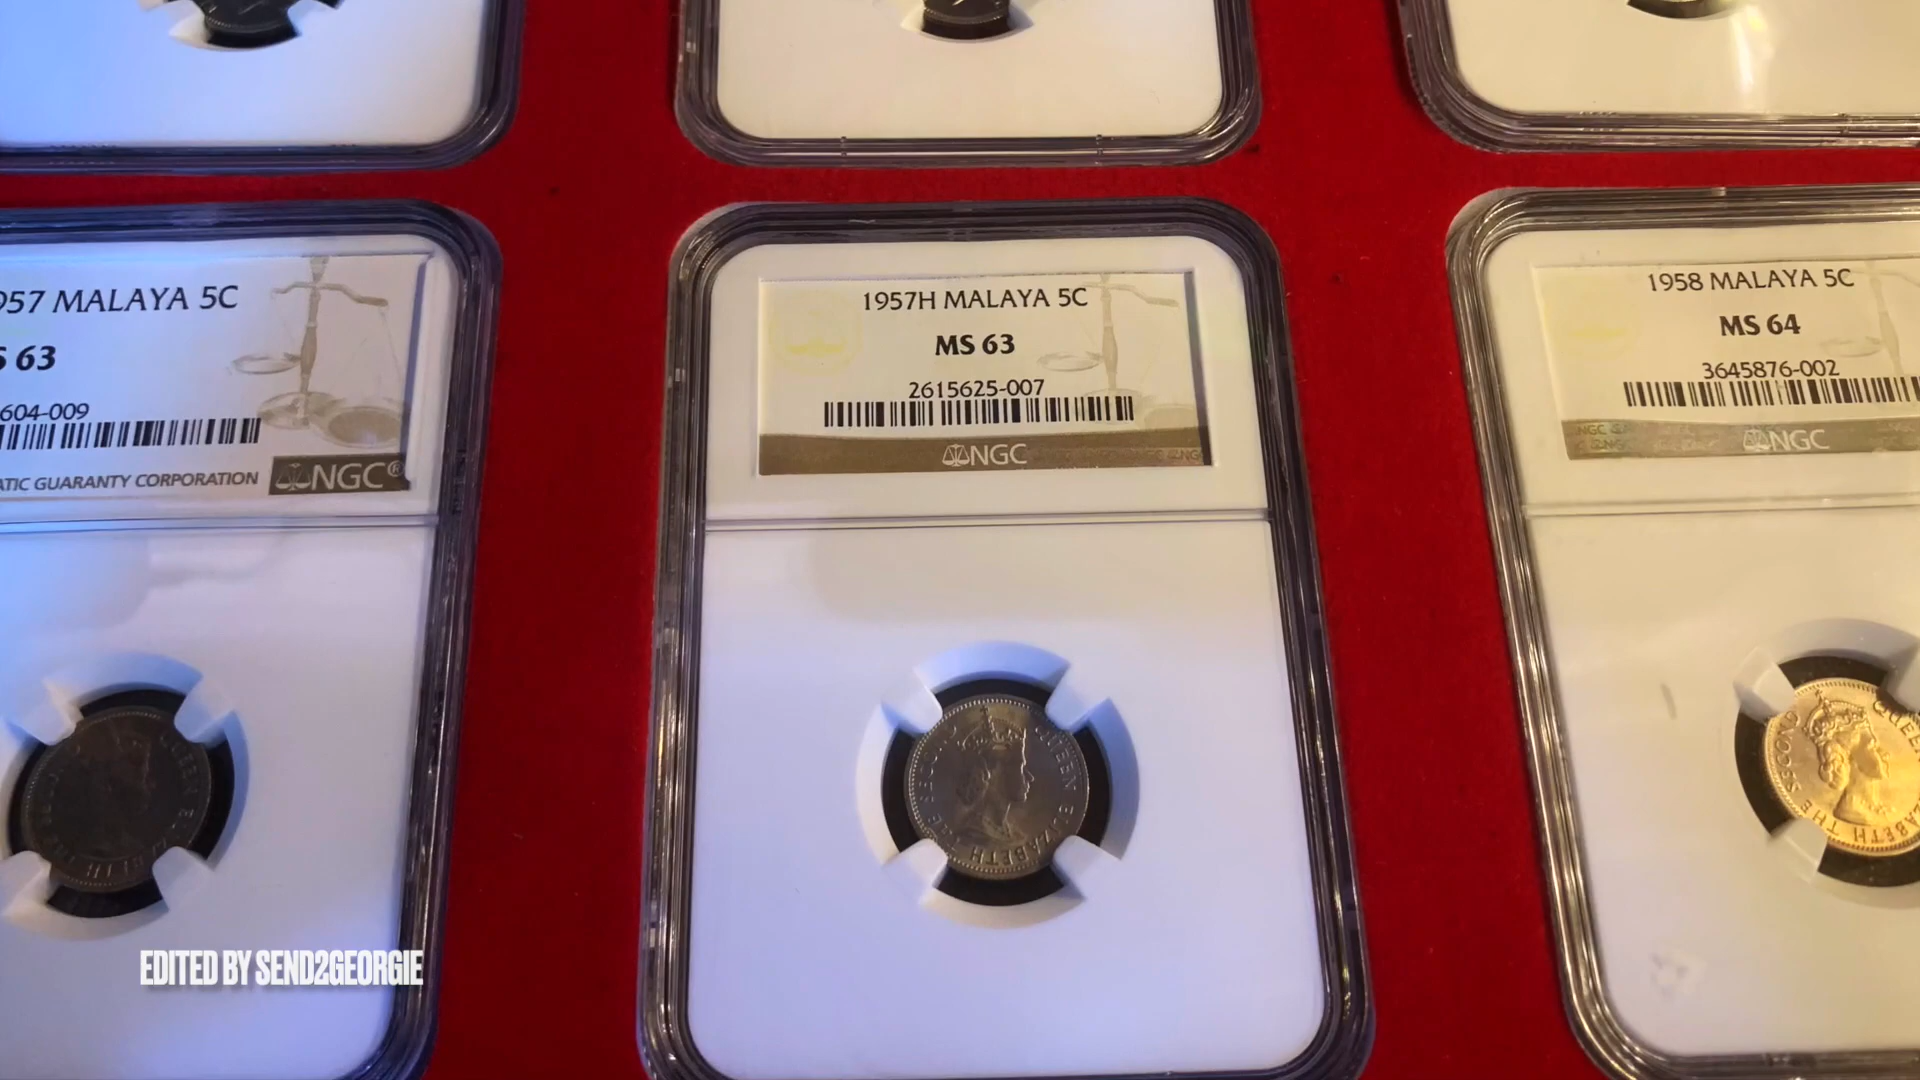 957 MALAYA 5C
S 63
604-009
ATIC GUARANTY CORPORATION NGC®
1957H MALAYA 5C
MS 63
2615625-007
NGC
1958 MALAYA 5C
MS 64
3645876-002
NGC
QUEEN ELIZABETH THE SECOND
QUEEN ELIZABETH THE SECOND
EDITED BY SEND2GEORGIE